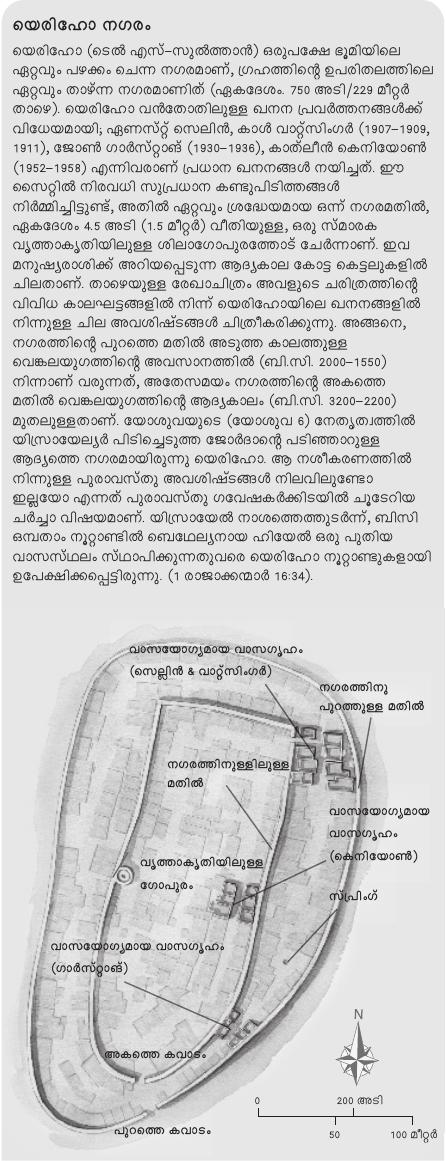 യെരിഹോ നഗരം
യെരിഹോ (ടെൽ എസ്-സുൽത്താൻ) ഒരുപക്ഷേ ഭൂമിയിലെ
ഏറ്റവും പഴക്കം ചെന്ന നഗരമാണ്, ഗ്രഹത്തിന്റെ ഉപരിതലത്തിലെ
ഏറ്റവും താഴ്ന്ന നഗരമാണിത് (ഏകദേശം. 750 അടി/229 മീറ്റർ
താഴെ). യെരിഹോ വൻതോതിലുള്ള ഖനന പ്രവർത്തനങ്ങൾക്ക്
വിധേയമായി; ഏണസ്റ്റ് സെലിൻ, കാൾ വാറ്റ്സിംഗർ (1907–1909,
1911), ജോൺ ഗാർസ്റ്റാങ് (1930–1936), കാത്‌ലീൻ കെനിയോൺ
(1952–1958) എന്നിവരാണ് പ്രധാന ഖനനങ്ങൾ നയിച്ചത്. ഈ
സൈറ്റിൽ നിരവധി സുപ്രധാന കണ്ടുപിടിത്തങ്ങൾ
നിർമ്മിച്ചിട്ടുണ്ട്, അതിൽ ഏറ്റവും ശ്രദ്ധേയമായ ഒന്ന് നഗരമതിൽ,
ഏകദേശം 4.5 അടി (1.5 മീറ്റർ) വീതിയുള്ള, ഒരു സ്മാരക
വൃത്താകൃതിയിലുള്ള ശിലാഗോപുരത്തോട് ചേർന്നാണ്. ഇവ
മനുഷ്യരാശിക്ക് അറിയപ്പെടുന്ന ആദ്യകാല കോട്ട കെട്ടലുകളിൽ
ചിലതാണ്. താഴെയുള്ള രേഖാചിത്രം അവളുടെ ചരിത്രത്തിന്റെ
വിവിധ കാലഘട്ടങ്ങളിൽ നിന്ന് യെരിഹോയിലെ ഖനനങ്ങളിൽ
നിന്നുള്ള ചില അവശിഷ്ടങ്ങൾ ചിത്രീകരിക്കുന്നു. അങ്ങനെ,
നഗരത്തിന്റെ പുറത്തെ മതിൽ അടുത്ത കാലത്തുള്ള
വെങ്കലയുഗത്തിന്റെ അവസാനത്തിൽ (ബി.സി. 2000–1550)
നിന്നാണ് വരുന്നത്, അതേസമയം നഗരത്തിന്റെ അകത്തെ
മതിൽ വെങ്കലയുഗത്തിന്റെ ആദ്യകാലം (ബി.സി. 3200–2200)
മുതലുള്ളതാണ്. യോശുവയുടെ (യോശുവ 6) നേതൃത്വത്തിൽ
യിസ്രായേല്യർ പിടിച്ചെടുത്ത ജോർദാന്റെ പടിഞ്ഞാറുള്ള
ആദ്യത്തെ നഗരമായിരുന്നു യെരിഹോ. ആ നശീകരണത്തിൽ
നിന്നുള്ള പുരാവസ്തു അവശിഷ്ടങ്ങൾ നിലവിലുണ്ടോ
ഇല്ലയോ എന്നത് പുരാവസ്തു ഗവേഷകർക്കിടയിൽ ചൂടേറിയ
ചർച്ചാ വിഷയമാണ്. യിസ്രായേൽ നാശത്തെത്തുടർന്ന്, ബിസി
ഒമ്പതാം നൂറ്റാണ്ടിൽ ബെഥേല്യനായ ഹിയേൽ ഒരു പുതിയ
വാസസ്ഥലം സ്ഥാപിക്കുന്നതുവരെ യെരിഹോ നൂറ്റാണ്ടുകളായി
ഉപേക്ഷിക്കപ്പെട്ടിരുന്നു. (1 രാജാക്കന്മാർ 16:34).
വാസയോഗ്യമായ വാസഗൃഹം
(സെല്ലിൻ & വാറ്റ്സിംഗർ)
നഗരത്തിനു
പുറത്തുള്ള മതിൽ
നഗരത്തിനുള്ളിലുള്ള
മതിൽ
വാസയോഗ്യമായ
വാസഗൃഹം
(കെനിയോൺ)
വൃത്താകൃതിയിലുള്ള
ഗോപുരം
സ്പ്രിംഗ്
വാസയോഗ്യമായ വാസഗൃഹം
(ഗാർസ്റ്റാങ്)
അകത്തെ കവാടം
പുറത്തെ കവാടം
N
0 200 അടി
50 100 മീറ്റർ